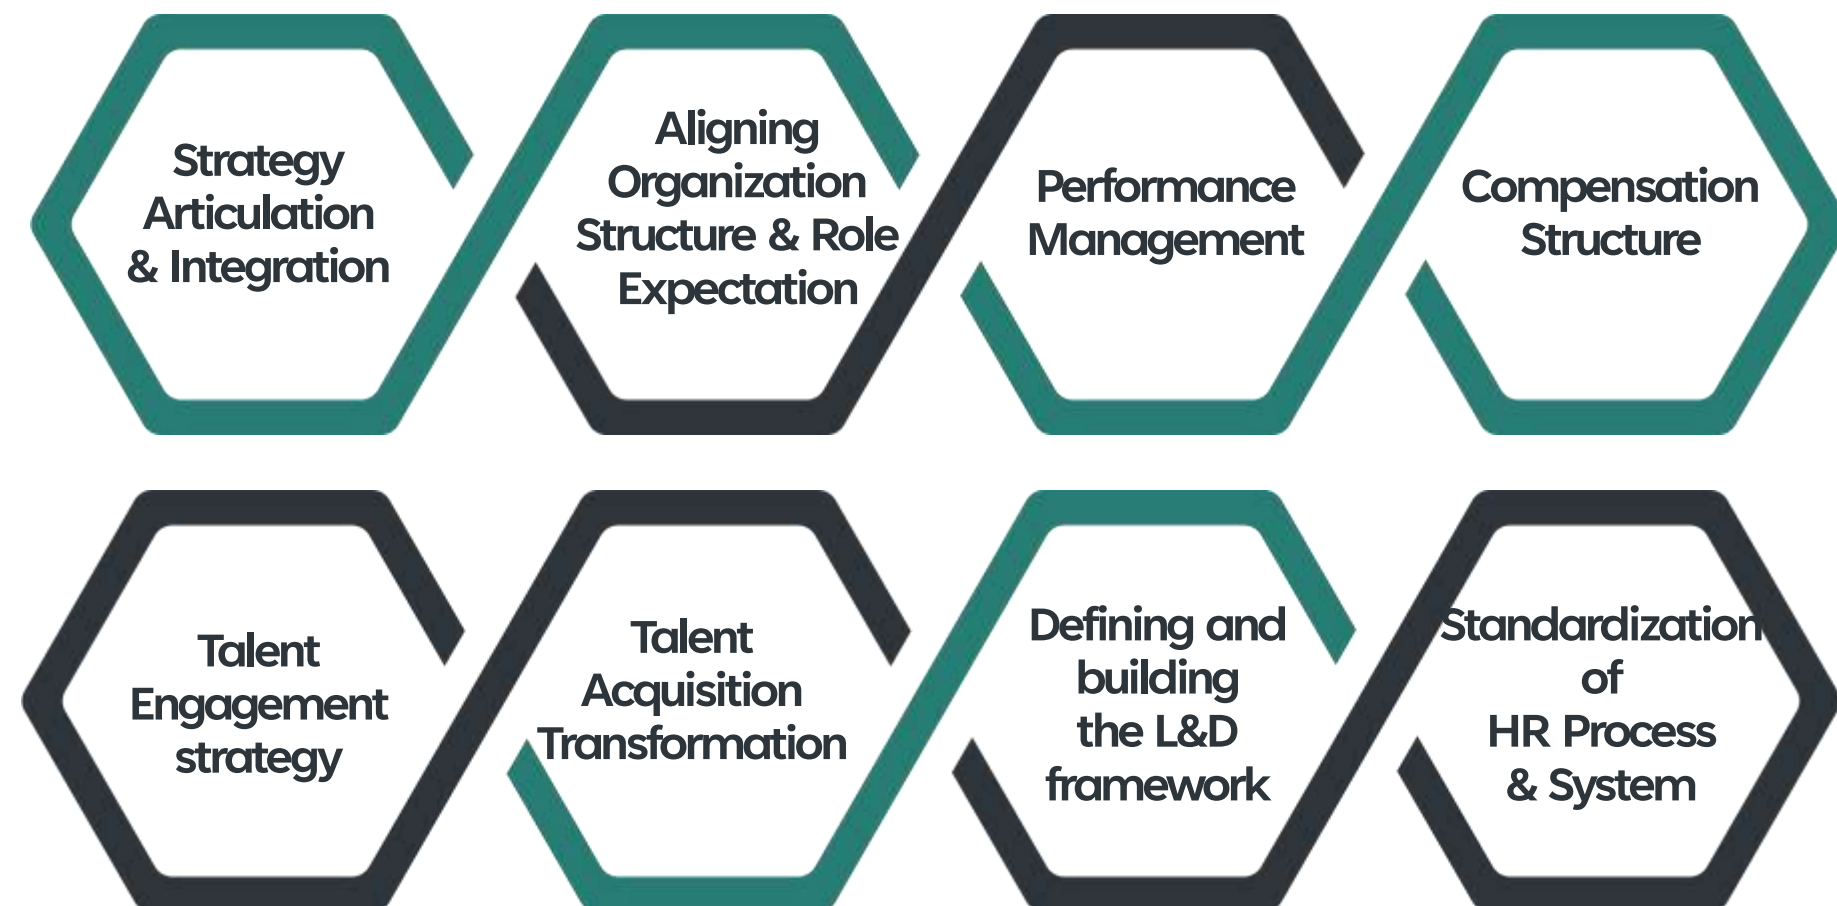 Strategy
Articulation
& Integration
Aligning
Organization
Structure & Role
Expectation
Performance
Management
Compensation
Structure
Talent
Engagement
strategy
Talent
Acquisition
Transformation
Defining and
building
the L&D
framework
Standardization
of
HR Process
& System